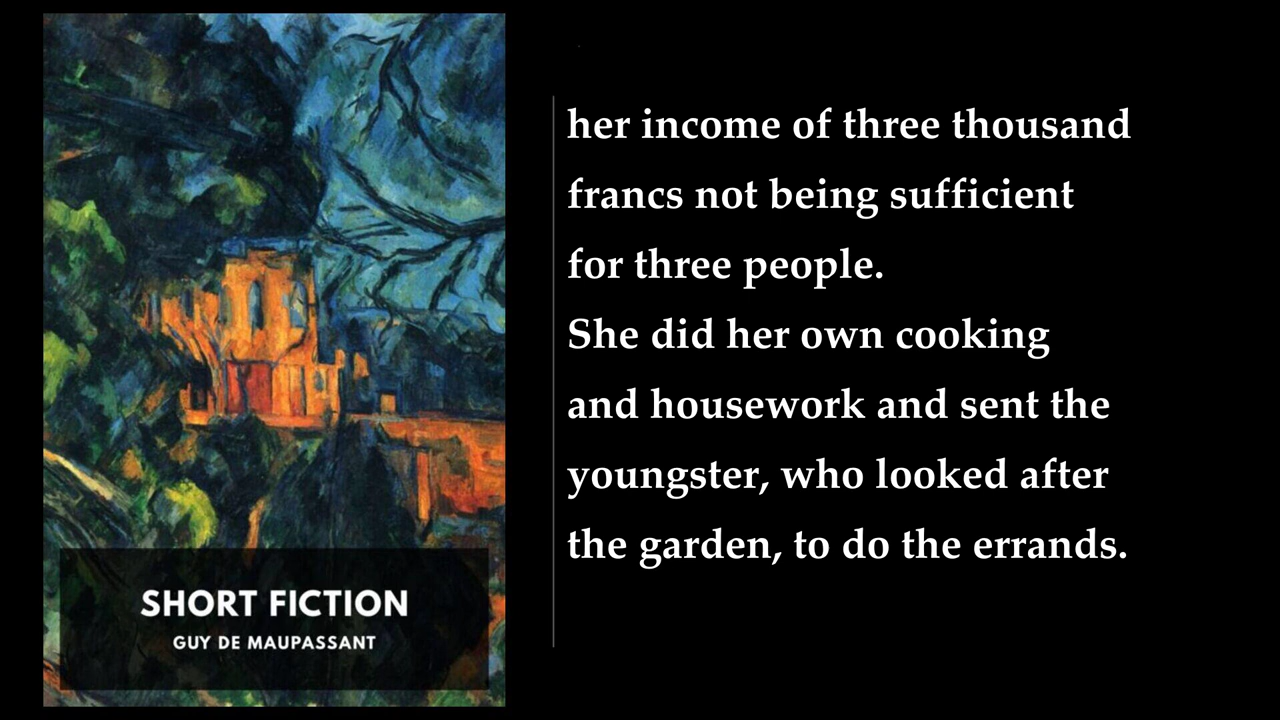 SHORT FICTION
GUY DE MAUPASSANT
her income of three thousand
francs not being sufficient
for three people.
She did her own cooking
and housework and sent the
youngster, who looked after
the garden, to do the errands.